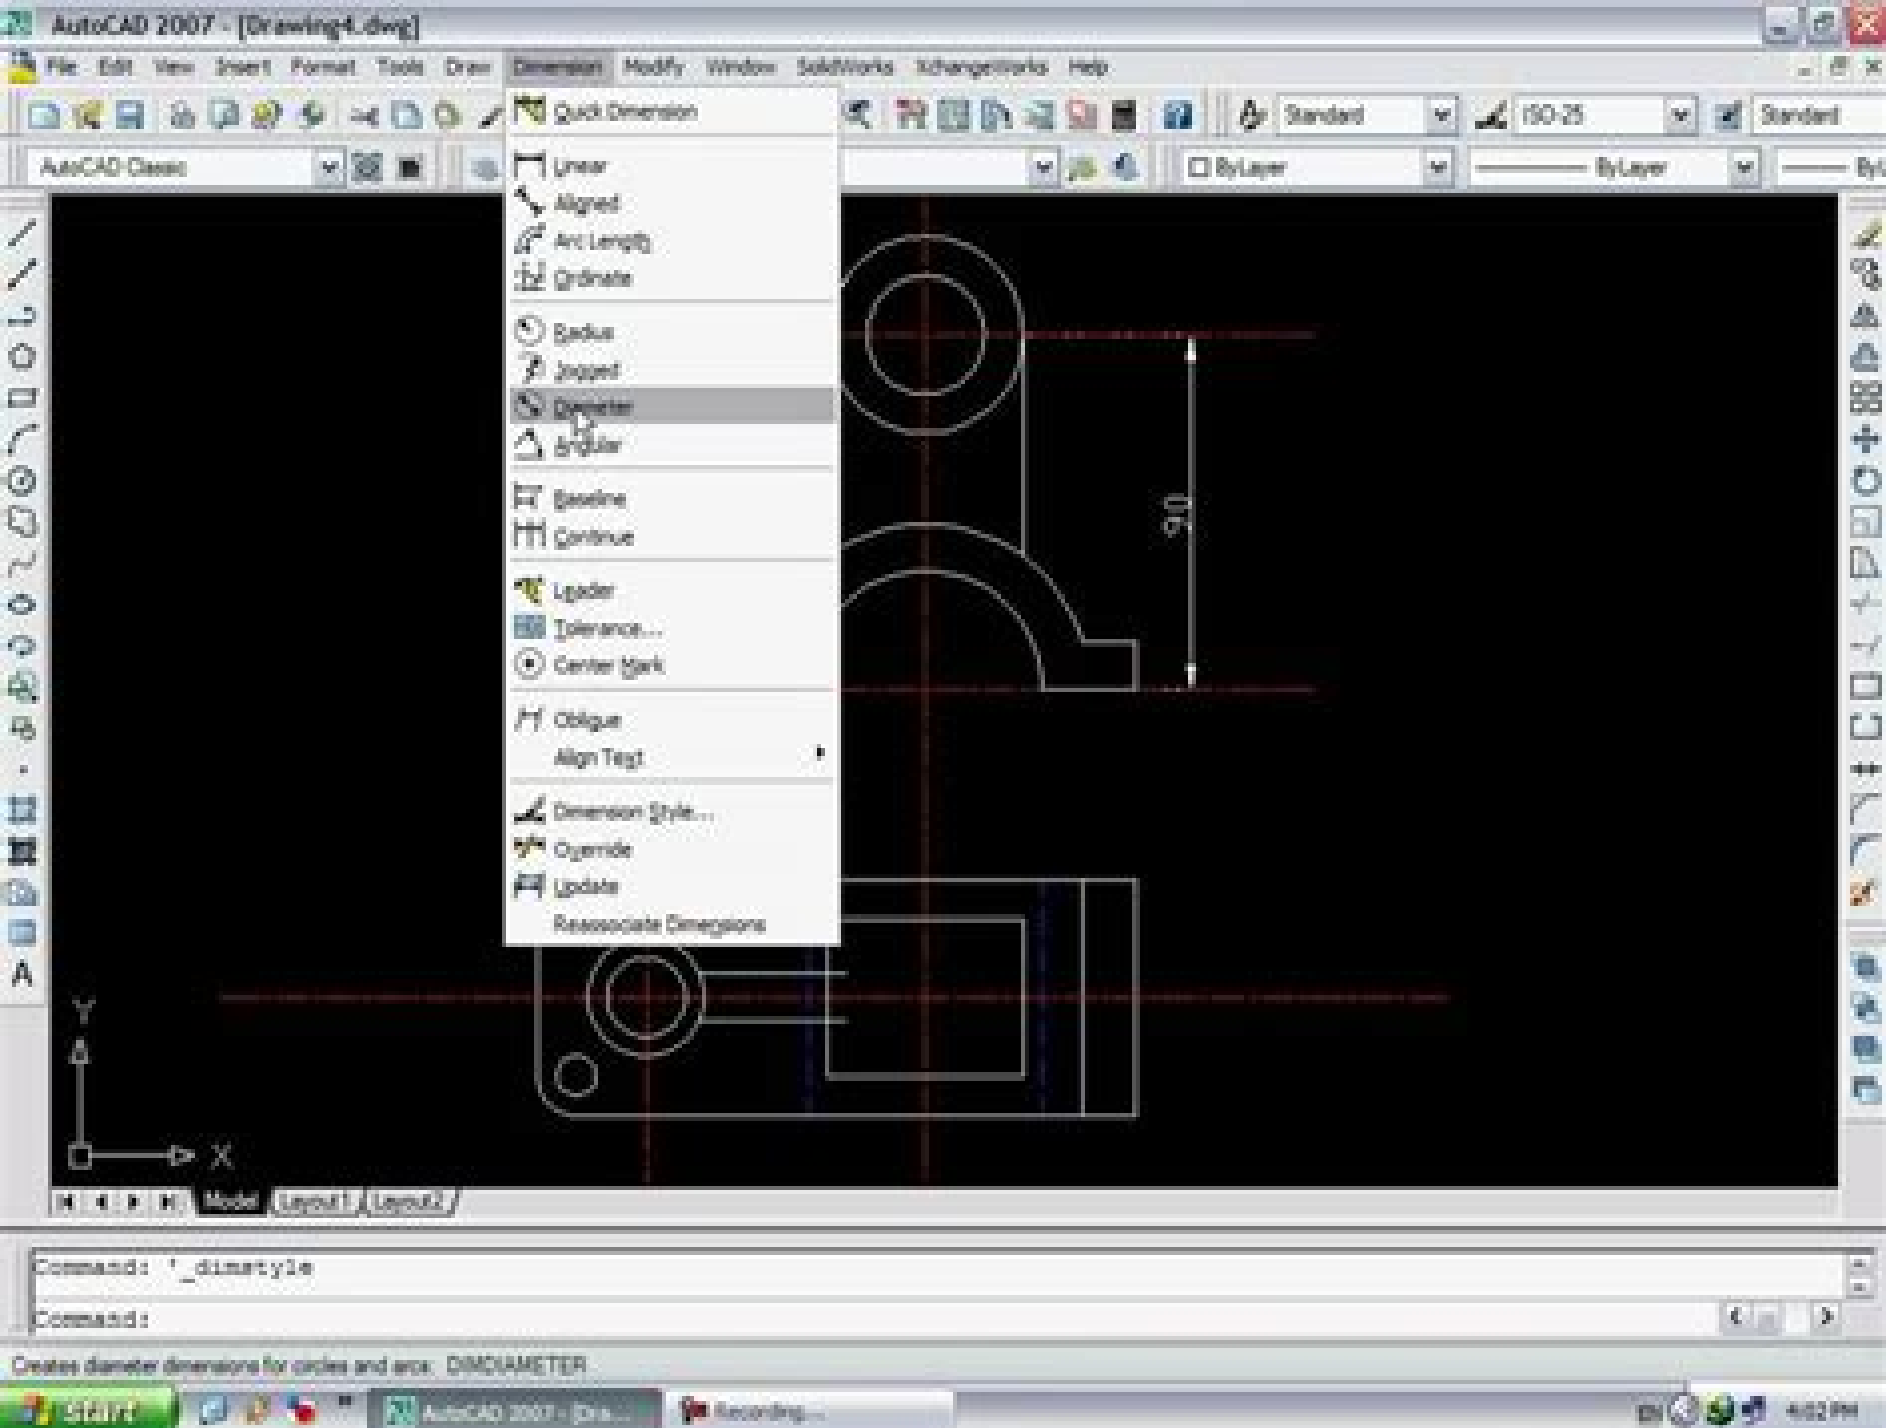 AutoCAD 2007 - [Drawing4.dwg]
File Edit View Insert Format Tools Draw Dimension Modify Window SolidWorks XchangeWorks Help
Quick Dimension
Standard ISO-25 Standard
AutoCAD Classic
ByLayer ByLayer
Linear
Aligned
Arc Length
Ordinate
Radius
Jogged
Diameter
Angular
Baseline
Continue
Leader
Tolerance...
Center Mark
Oblique
Align Text
Dimension Style...
Override
Update
Reassociate Dimensions
90
A
Y
X
Model Layout1 Layout2
Command: '_dimstyle
Command:
Creates diameter dimensions for circles and arcs: DIMDIAMETER
start AutoCAD 2007 - [Dra... Recording... EN 4:02 PM